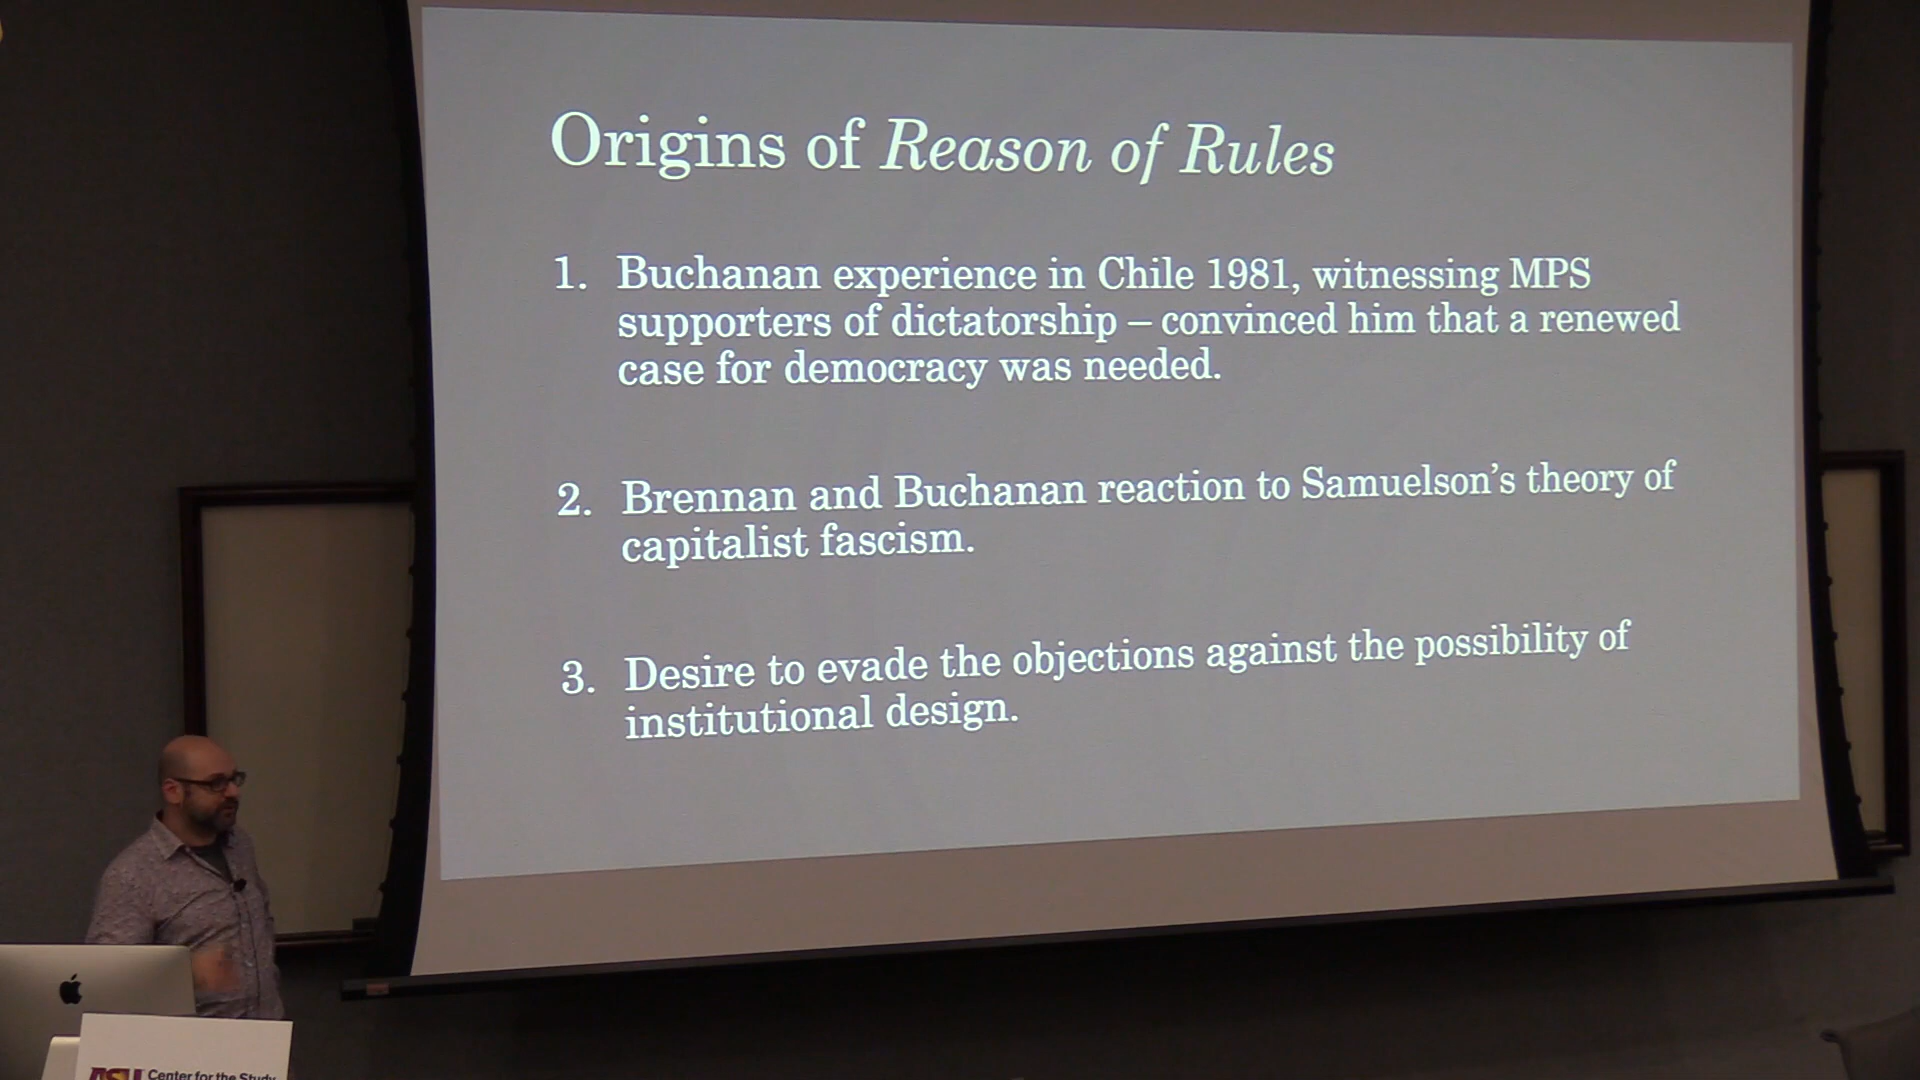 Origins of Reason of Rules
1. Buchanan experience in Chile 1981, witnessing MPS
supporters of dictatorship – convinced him that a renewed
case for democracy was needed.
2. Brennan and Buchanan reaction to Samuelson's theory of
capitalist fascism.
3. Desire to evade the objections against the possibility of
institutional design.
ASU Center for the Study